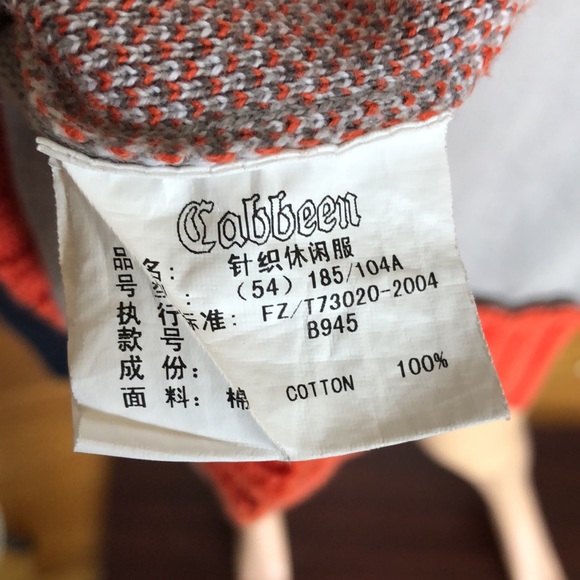 Cabbeen
品名: 针织休闲服
号型: (54) 185/104A
执行标准: FZ/T73020-2004
款号: B945
成份:
面料: 棉 COTTON 100%